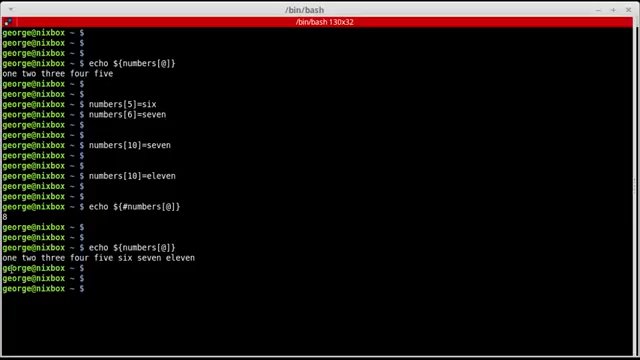 /bin/bash
/bin/bash 130x32
george@nixbox ~ $
george@nixbox ~ $
george@nixbox ~ $
george@nixbox ~ $ echo ${numbers[@]}
one two three four five
george@nixbox ~ $
george@nixbox ~ $
george@nixbox ~ $ numbers[5]=six
george@nixbox ~ $ numbers[6]=seven
george@nixbox ~ $
george@nixbox ~ $
george@nixbox ~ $ numbers[10]=seven
george@nixbox ~ $
george@nixbox ~ $
george@nixbox ~ $ numbers[10]=eleven
george@nixbox ~ $
george@nixbox ~ $
george@nixbox ~ $ echo ${#numbers[@]}
8
george@nixbox ~ $
george@nixbox ~ $
george@nixbox ~ $ echo ${numbers[@]}
one two three four five six seven eleven
george@nixbox ~ $
george@nixbox ~ $
george@nixbox ~ $